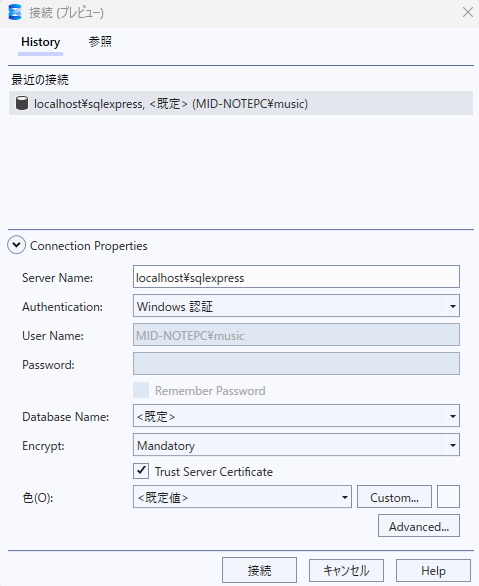 接続 (プレビュー)
History 参照
最近の接続
localhost¥sqlexpress, <既定> (MID-NOTEPC¥music)
Connection Properties
Server Name: localhost¥sqlexpress
Authentication: Windows 認証
User Name: MID-NOTEPC¥music
Password:
Remember Password
Database Name: <既定>
Encrypt: Mandatory
Trust Server Certificate
色(O): <既定値> Custom...
Advanced...
接続 キャンセル Help